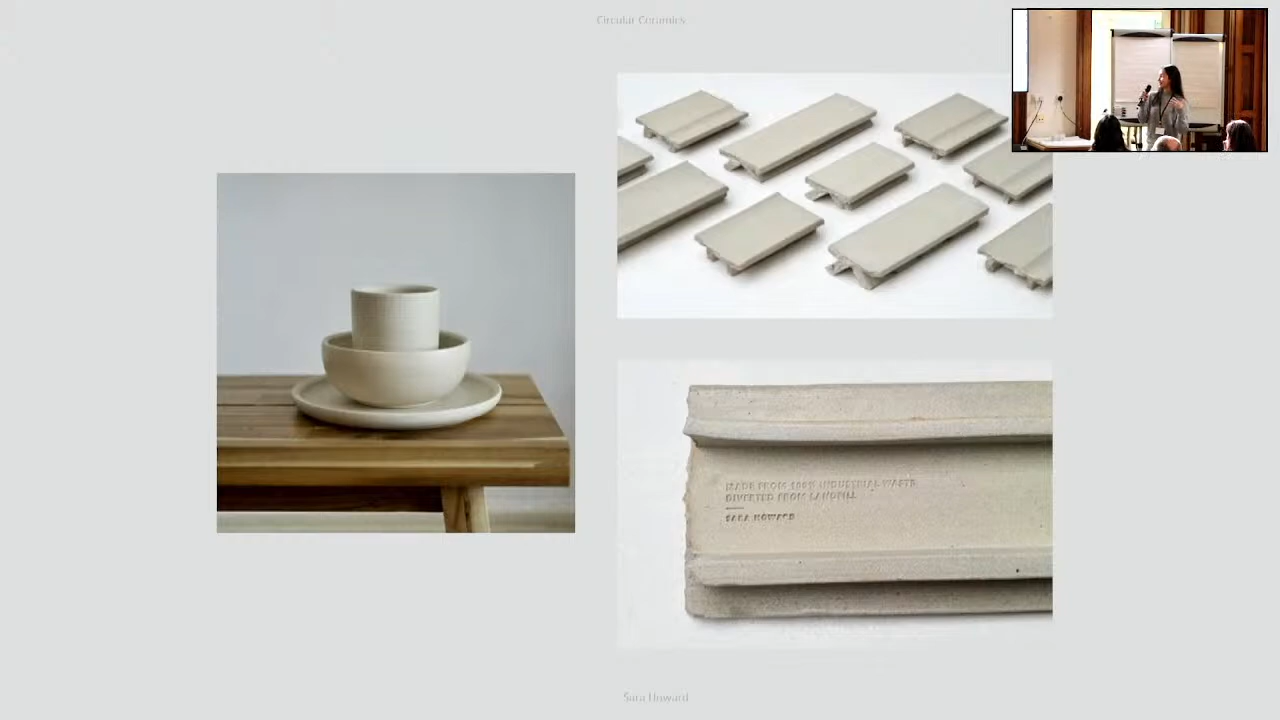 Circular Ceramics
MADE FROM 100% INDUSTRIAL WASTE
DIVERTED FROM LANDFILL
SARA HOWARD
Sara Howard